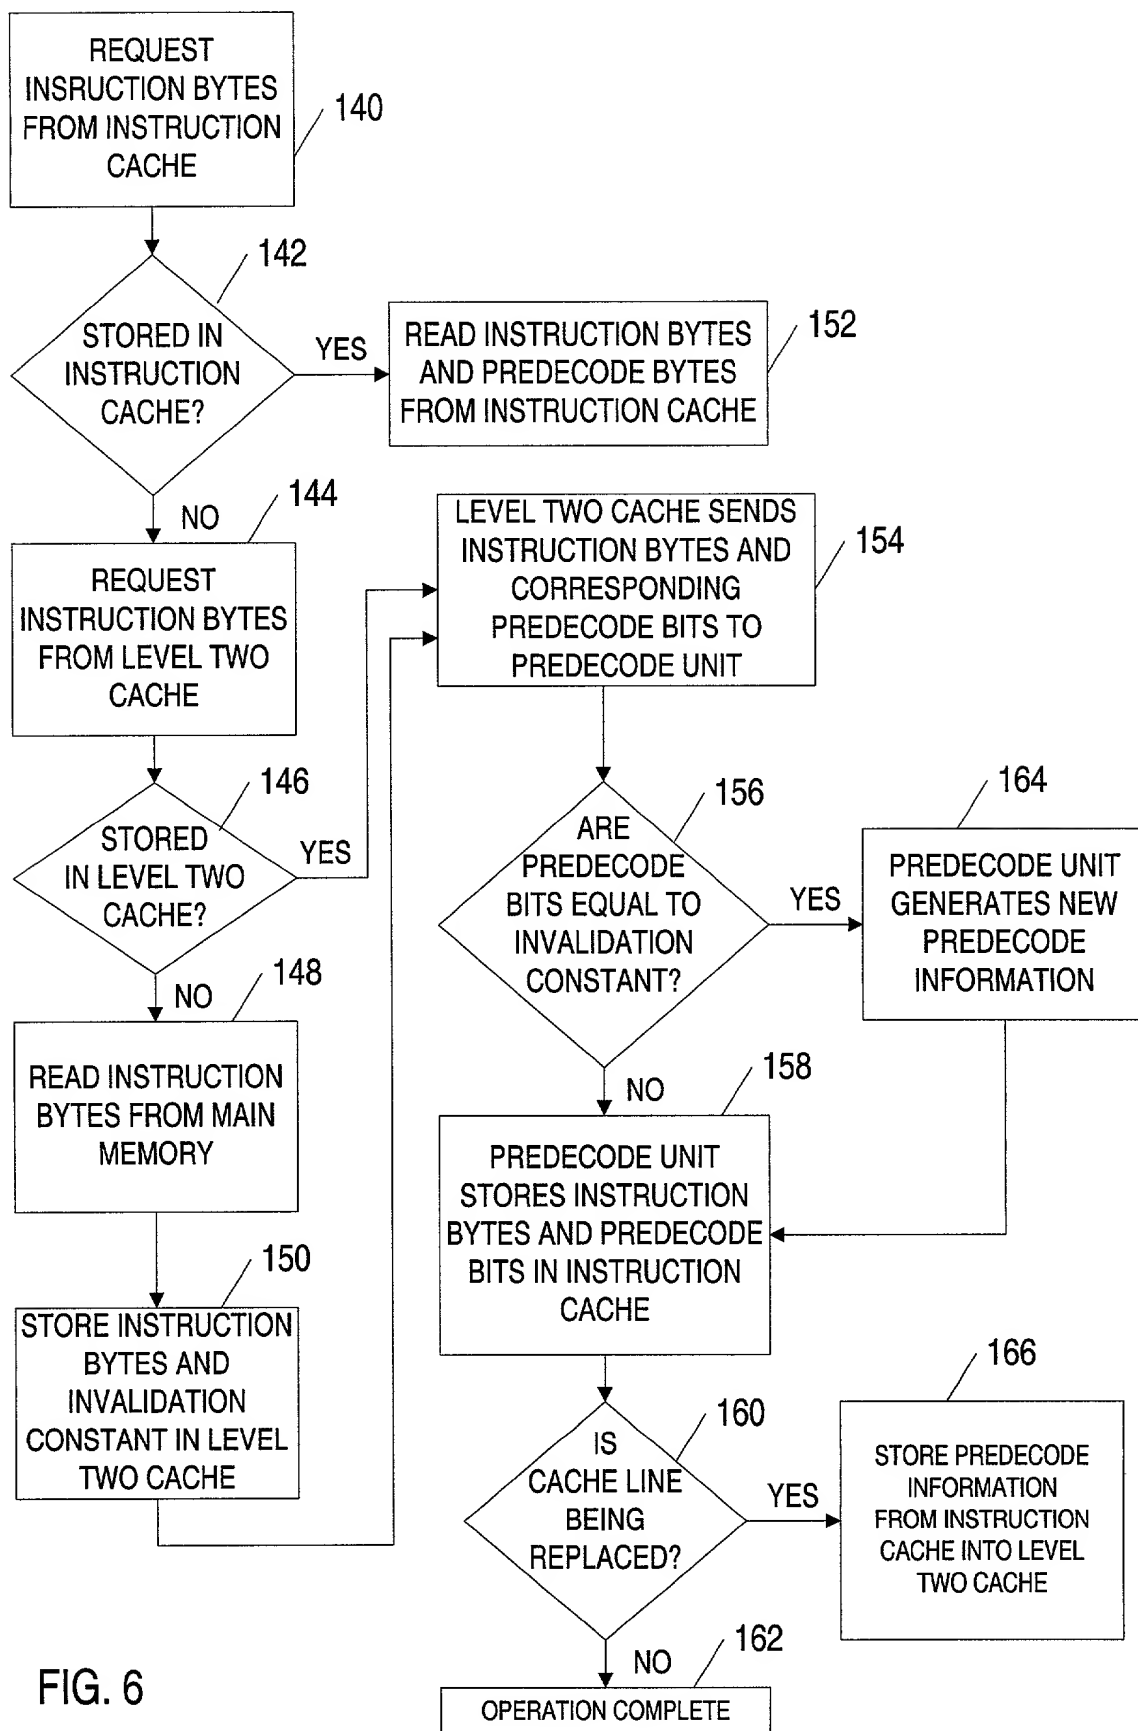 REQUEST
INSRUCTION BYTES
FROM INSTRUCTION
CACHE
140
142
STORED IN
INSTRUCTION
CACHE?
YES
READ INSTRUCTION BYTES
AND PREDECODE BYTES
FROM INSTRUCTION CACHE
152
NO
144
REQUEST
INSTRUCTION BYTES
FROM LEVEL TWO
CACHE
146
STORED
IN LEVEL TWO
CACHE?
YES
NO
148
READ INSTRUCTION
BYTES FROM MAIN
MEMORY
150
STORE INSTRUCTION
BYTES AND
INVALIDATION
CONSTANT IN LEVEL
TWO CACHE
LEVEL TWO CACHE SENDS
INSTRUCTION BYTES AND
CORRESPONDING
PREDECODE BITS TO
PREDECODE UNIT
154
156
ARE
PREDECODE
BITS EQUAL TO
INVALIDATION
CONSTANT?
YES
164
PREDECODE UNIT
GENERATES NEW
PREDECODE
INFORMATION
NO
158
PREDECODE UNIT
STORES INSTRUCTION
BYTES AND PREDECODE
BITS IN INSTRUCTION
CACHE
160
IS
CACHE LINE
BEING
REPLACED?
YES
166
STORE PREDECODE
INFORMATION
FROM INSTRUCTION
CACHE INTO LEVEL
TWO CACHE
NO
162
OPERATION COMPLETE
FIG. 6